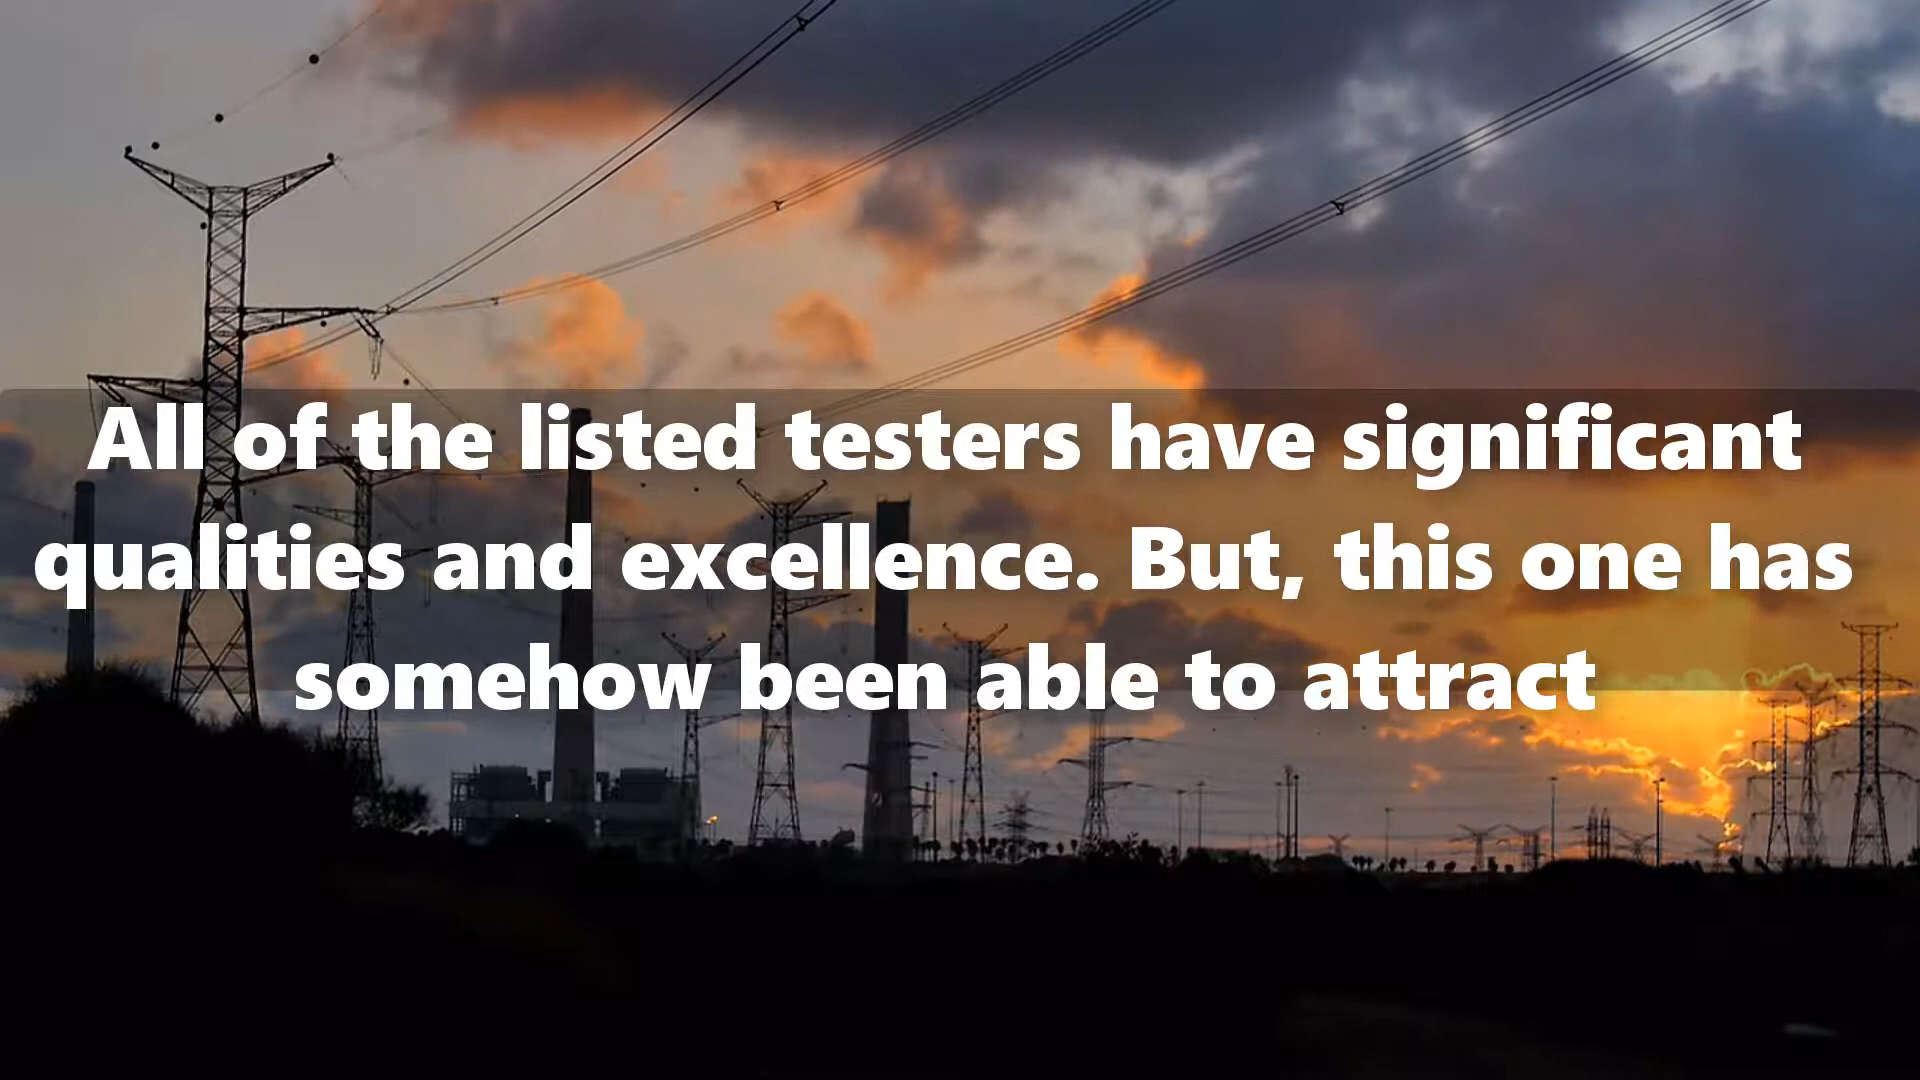 All of the listed testers have significant
qualities and excellence. But, this one has
somehow been able to attract